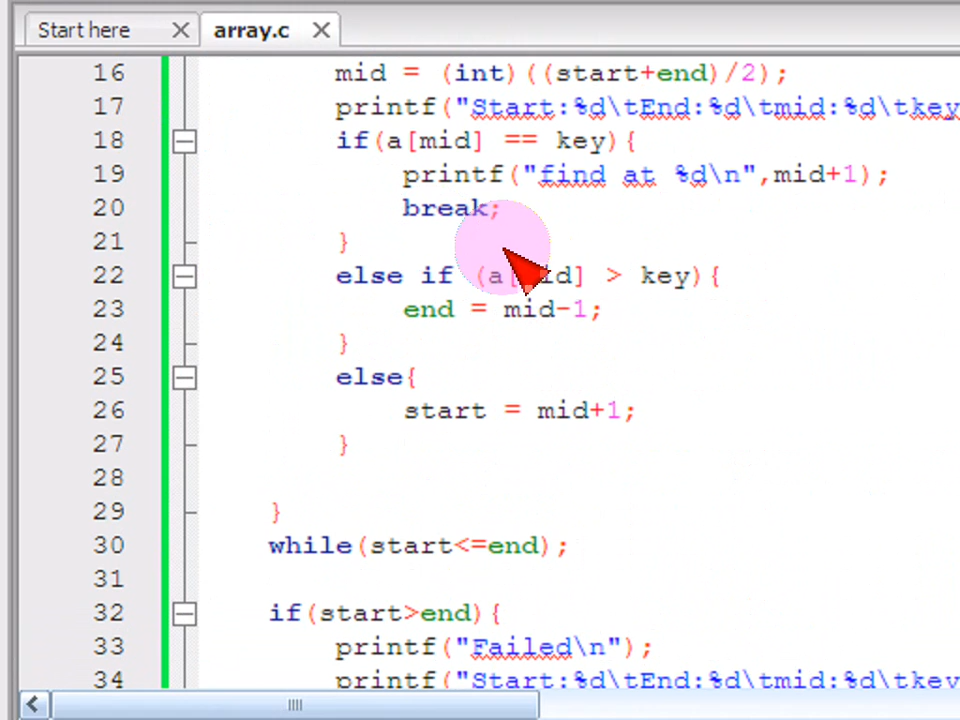 Start here
array.c
16 mid = (int)((start+end)/2);
17 printf("Start:%d\tEnd:%d\tmid:%d\tkey
18 if(a[mid] == key){
19 printf("find at %d\n",mid+1);
20 break;
21 }
22 else if (a[mid] > key){
23 end = mid-1;
24 }
25 else{
26 start = mid+1;
27 }
28
29 }
30 while(start<=end);
31
32 if(start>end){
33 printf("Failed\n");
34 printf("Start:%d\tEnd:%d\tmid:%d\tkey